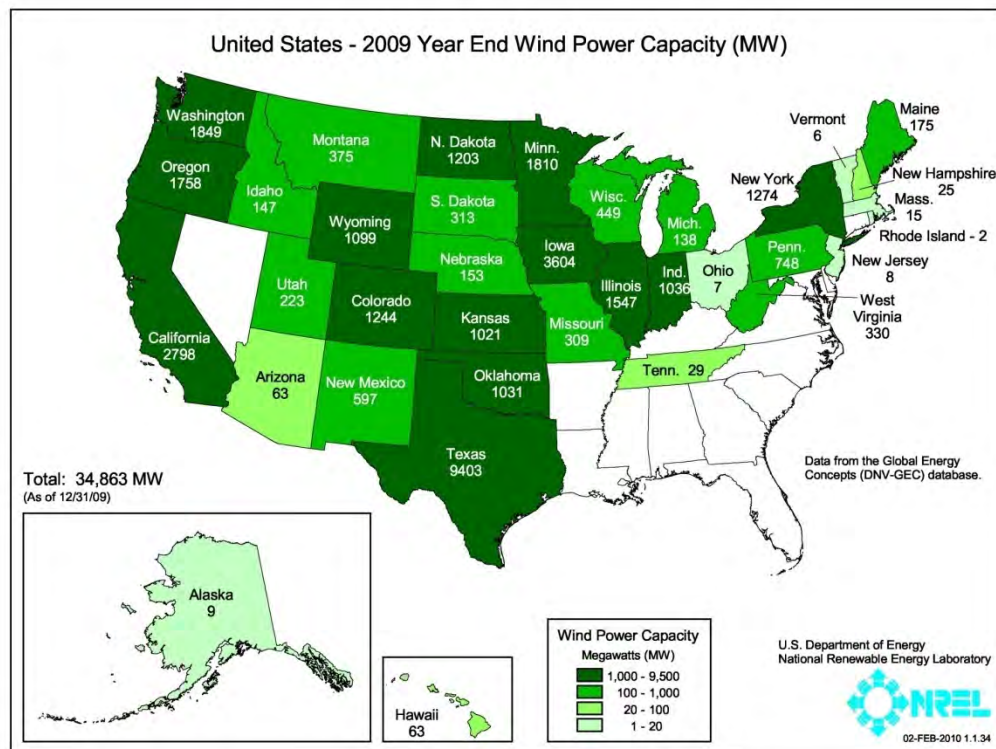 United States - 2009 Year End Wind Power Capacity (MW)
Washington
1849
Oregon
1758
California
2798
Idaho
147
Montana
375
Wyoming
1099
Utah
223
Arizona
63
Colorado
1244
New Mexico
597
N. Dakota
1203
S. Dakota
313
Nebraska
153
Kansas
1021
Oklahoma
1031
Texas
9403
Minn.
1810
Iowa
3604
Missouri
309
Wisc.
449
Illinois
1547
Mich.
138
Ind.
1036
Ohio
7
Tenn. 29
Penn.
748
New York
1274
Vermont
6
Maine
175
New Hampshire
25
Mass.
15
Rhode Island - 2
New Jersey
8
West
Virginia
330
Total: 34,863 MW
(As of 12/31/09)
Data from the Global Energy
Concepts (DNV-GEC) database.
Alaska
9
Hawaii
63
Wind Power Capacity
Megawatts (MW)
1,000 - 9,500
100 - 1,000
20 - 100
1 - 20
U.S. Department of Energy
National Renewable Energy Laboratory
NREL
02-FEB-2010 1.1.34